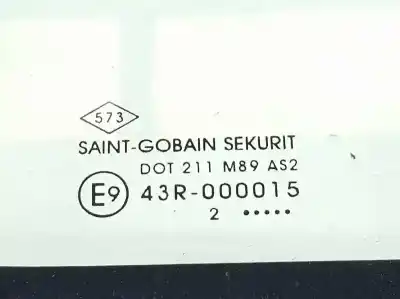 573
SAINT-GOBAIN SEKURIT
DOT 211 M89 AS2
E9 43R-000015
2 •••••